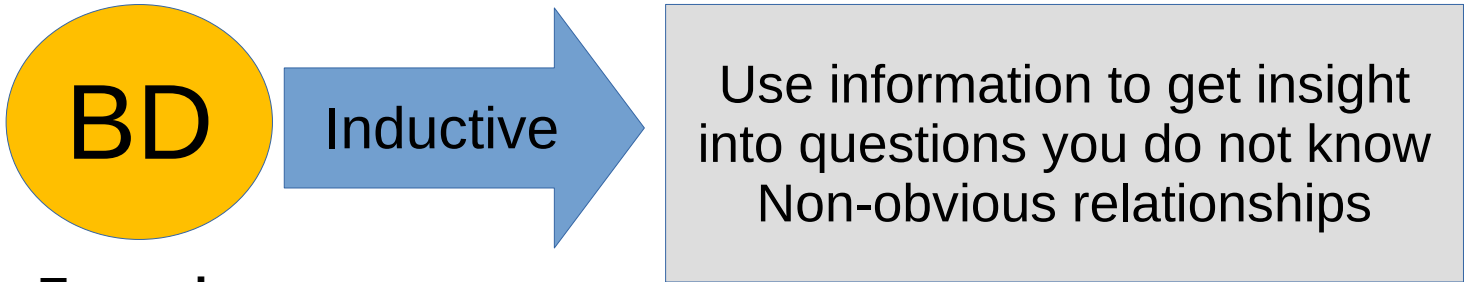 BD
Inductive
Use information to get insight
into questions you do not know
Non-obvious relationships